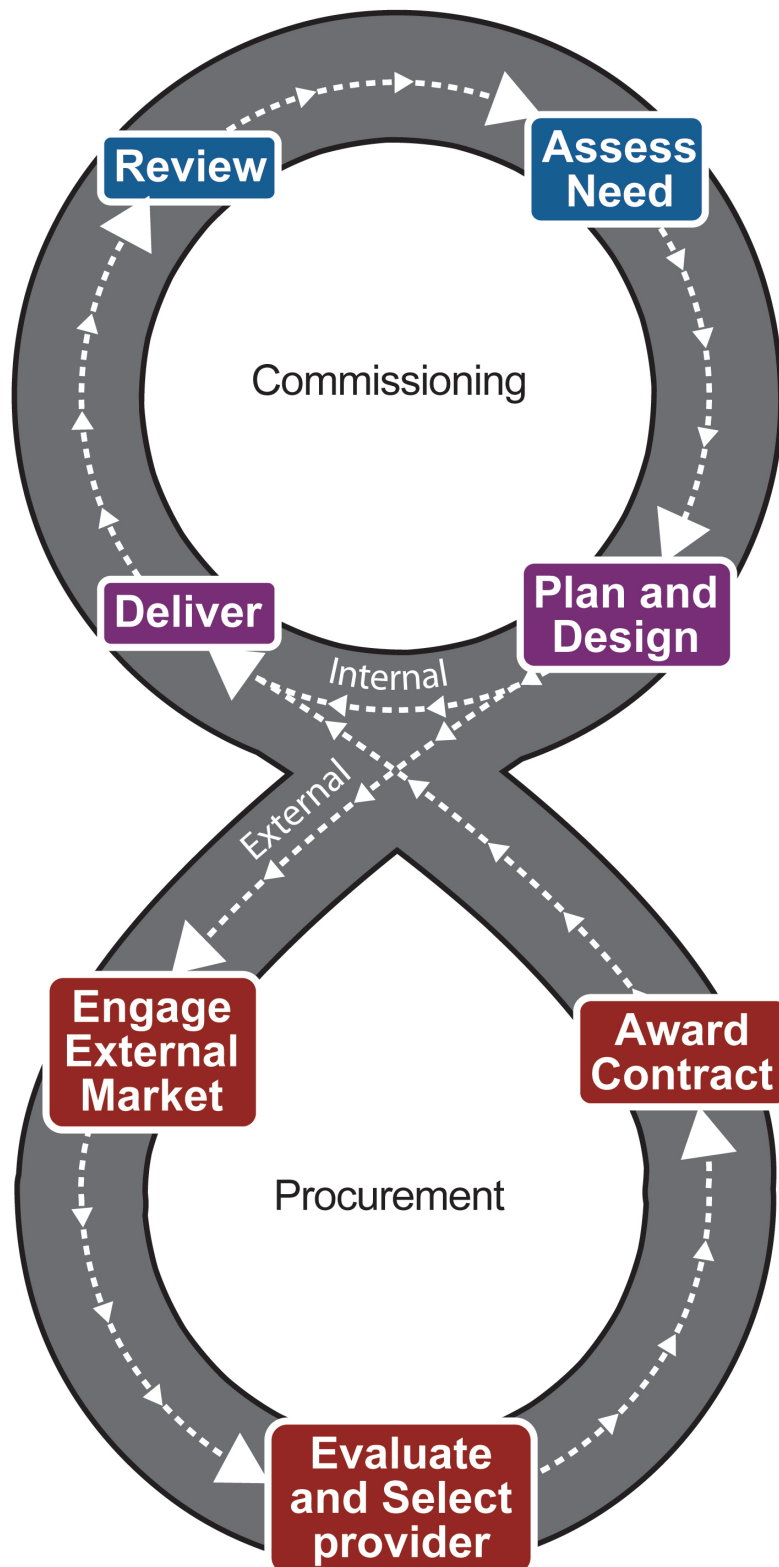 Review
Assess
Need
Commissioning
Deliver
Plan and
Design
Internal
External
Engage
External
Market
Award
Contract
Procurement
Evaluate
and Select
provider